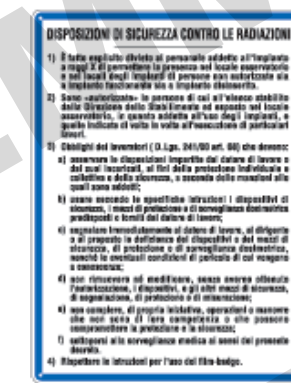 DISPOSIZIONI DI SICUREZZA CONTRO LE RADIAZIONI
1) È fatto esplicito divieto al personale addetto all'impianto
a raggi X di permettere la presenza nel locale osservatorio
e nei locali degli impianti di persone non autorizzate sia
a impianto funzionante sia a impianto disinserito.
2) Sono «autorizzate» le persone di cui all'elenco stabilito
dalla Direzione dello Stabilimento ed esposto nel locale
osservatorio, in quanto addette all'uso degli impianti, e
quelle indicate di volta in volta all'esecuzione di particolari
lavori.
3) Obblighi dei lavoratori (D.Lgs. 241/00 art. 68) che devono:
a) osservare le disposizioni impartite dal datore di lavoro o
dai suoi incaricati, ai fini della protezione individuale e
collettiva e della sicurezza, a seconda delle mansioni alle
quali sono addetti;
b) usare secondo le specifiche istruzioni i dispositivi di
sicurezza, i mezzi di protezione e di sorveglianza dosimetrica
predisposti o forniti dal datore di lavoro;
c) segnalare immediatamente al datore di lavoro, al dirigente
o al preposto le deficienze dei dispositivi e dei mezzi di
sicurezza, di protezione e di sorveglianza dosimetrica,
nonché le eventuali condizioni di pericolo di cui vengono
a conoscenza;
d) non rimuovere né modificare, senza averne ottenuto
l'autorizzazione, i dispositivi, e gli altri mezzi di sicurezza,
di segnalazione, di protezione e di misurazione;
e) non compiere, di propria iniziativa, operazioni o manovre
che non sono di loro competenza o che possono
compromettere la protezione e la sicurezza;
f) sottoporsi alla sorveglianza medica ai sensi del presente
decreto.
4) Rispettare le istruzioni per l'uso del film-badge.